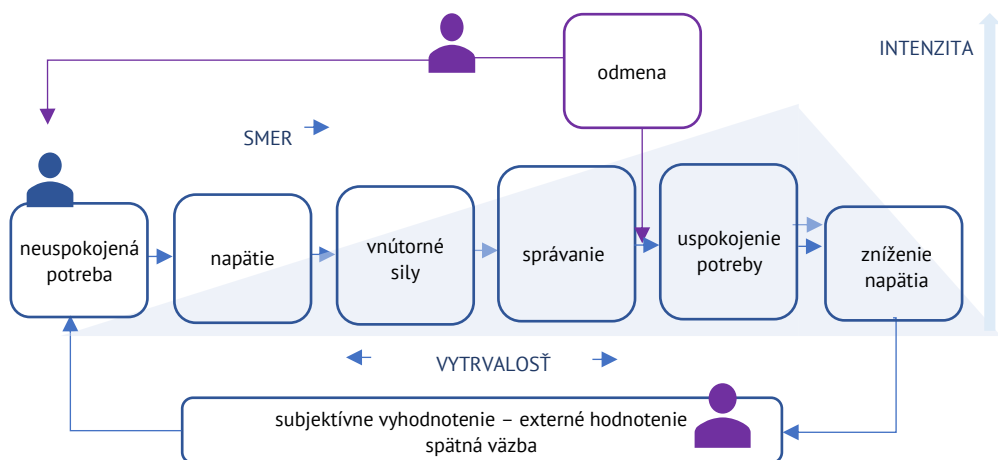 INTENZITA
odmena
SMER
neuspokojená
potreba
napätie
vnútorné
sily
správanie
uspokojenie
potreby
zníženie
napätia
VYTRVALOSŤ
subjektívne vyhodnotenie – externé hodnotenie
spätná väzba